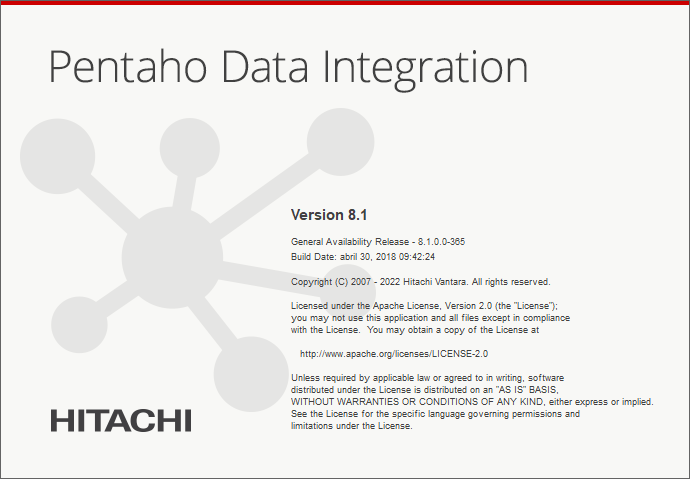 Pentaho Data Integration
Version 8.1
General Availability Release - 8.1.0.0-365
Build Date: abril 30, 2018 09:42:24
Copyright (C) 2007 - 2022 Hitachi Vantara. All rights reserved.
Licensed under the Apache License, Version 2.0 (the "License");
you may not use this application and all files except in compliance
with the License.  You may obtain a copy of the License at
http://www.apache.org/licenses/LICENSE-2.0
Unless required by applicable law or agreed to in writing, software
distributed under the License is distributed on an "AS IS" BASIS,
WITHOUT WARRANTIES OR CONDITIONS OF ANY KIND, either express or implied.
See the License for the specific language governing permissions and
limitations under the License.
HITACHI